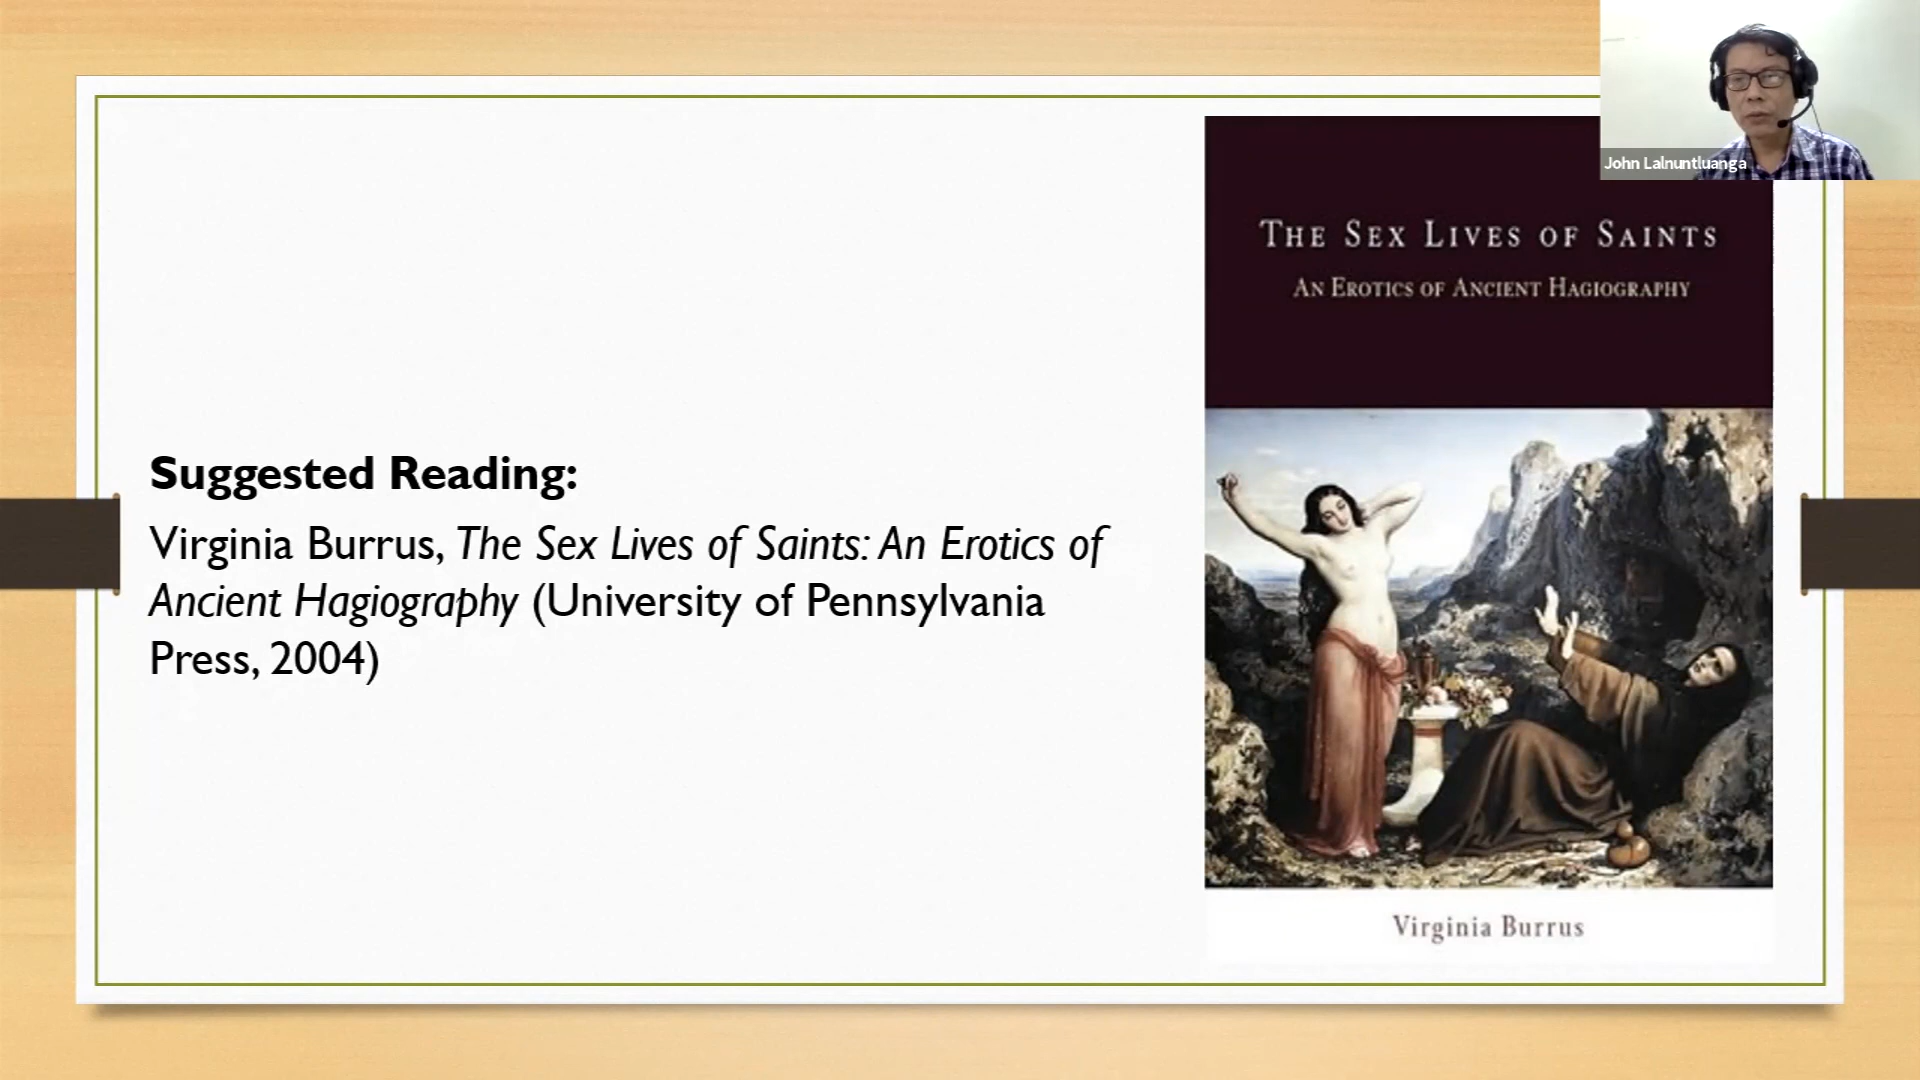 Suggested Reading:
Virginia Burrus, The Sex Lives of Saints: An Erotics of
Ancient Hagiography (University of Pennsylvania
Press, 2004)
John Lalnuntluanga
THE SEX LIVES OF SAINTS
AN EROTICS OF ANCIENT HAGIOGRAPHY
Virginia Burrus